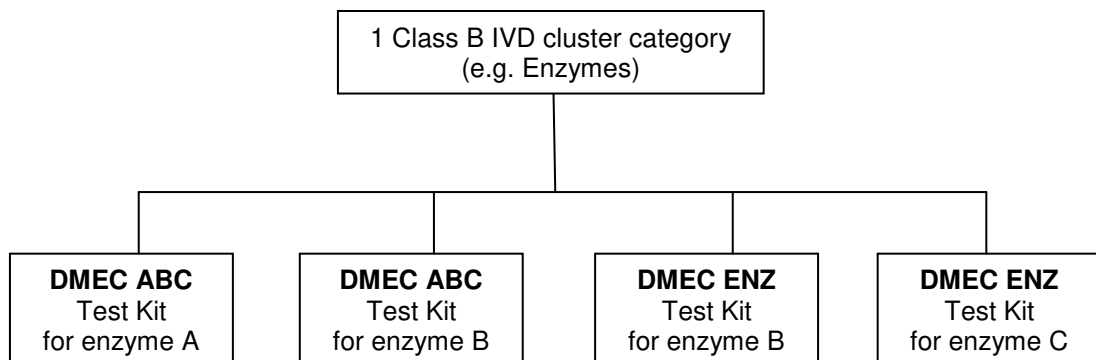 1 Class B IVD cluster category
(e.g. Enzymes)
DMEC ABC
Test Kit
for enzyme A
DMEC ABC
Test Kit
for enzyme B
DMEC ENZ
Test Kit
for enzyme B
DMEC ENZ
Test Kit
for enzyme C